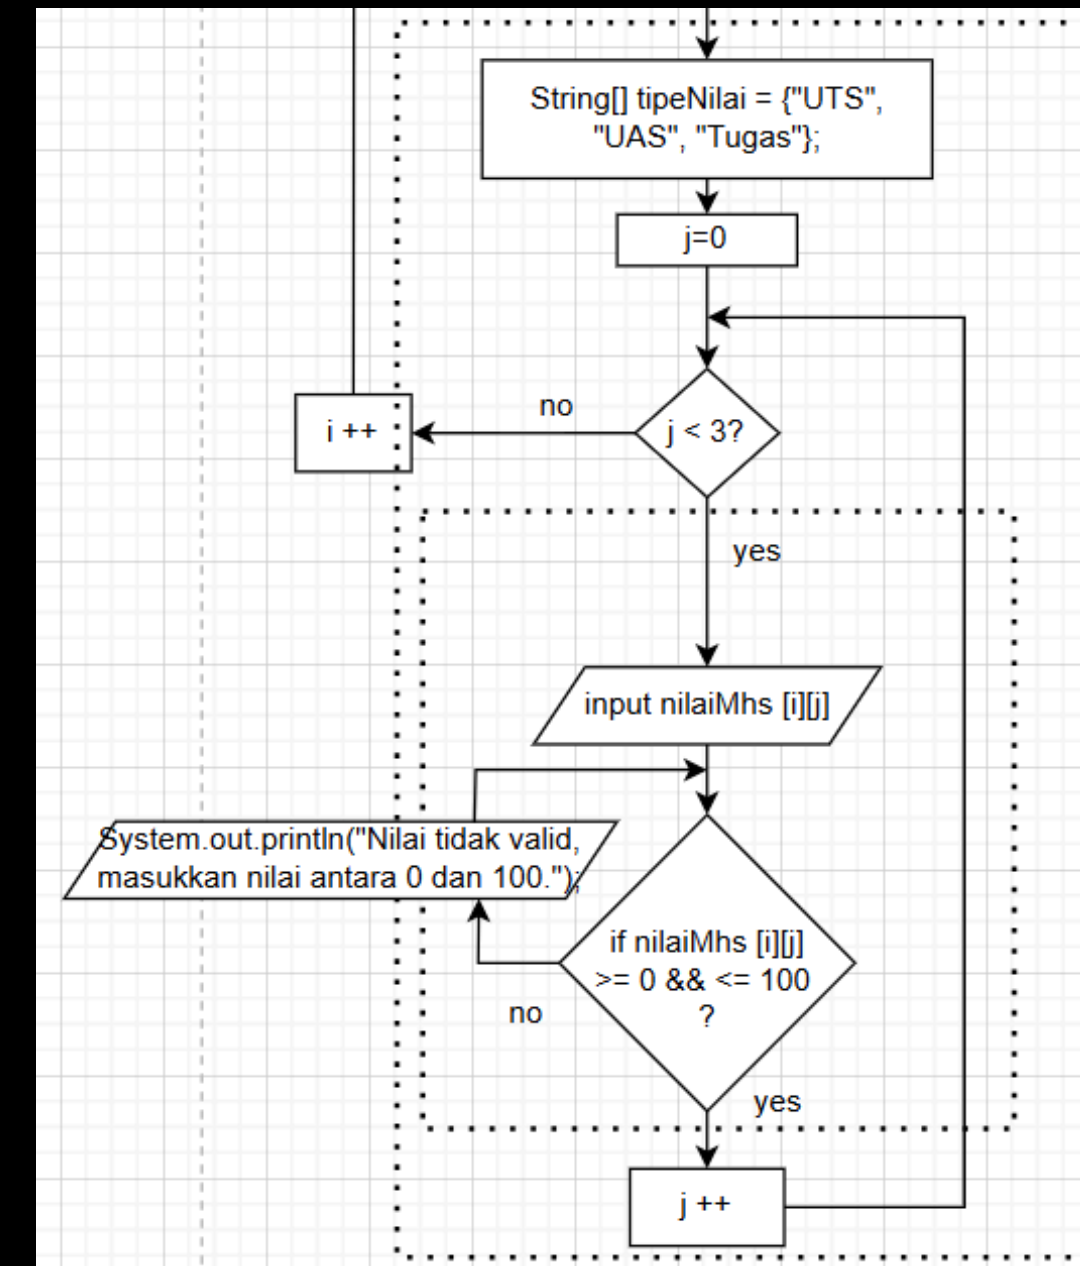 String[] tipeNilai = {"UTS",
"UAS", "Tugas"};
j=0
j < 3?
no
i ++
yes
input nilaiMhs [i][j]
System.out.println("Nilai tidak valid,
masukkan nilai antara 0 dan 100.");
if nilaiMhs [i][j]
>= 0 && <= 100
?
no
yes
j ++